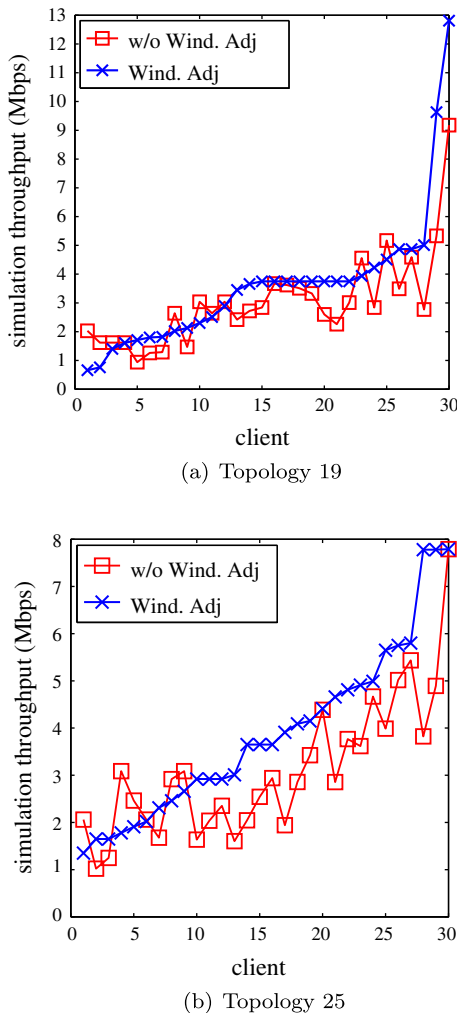 13
12
11
10
9
8
7
6
5
4
3
2
1
0
simulation throughput (Mbps)
w/o Wind. Adj
Wind. Adj
0 5 10 15 20 25 30
client
(a) Topology 19
8
7
6
5
4
3
2
1
0
simulation throughput (Mbps)
w/o Wind. Adj
Wind. Adj
0 5 10 15 20 25 30
client
(b) Topology 25